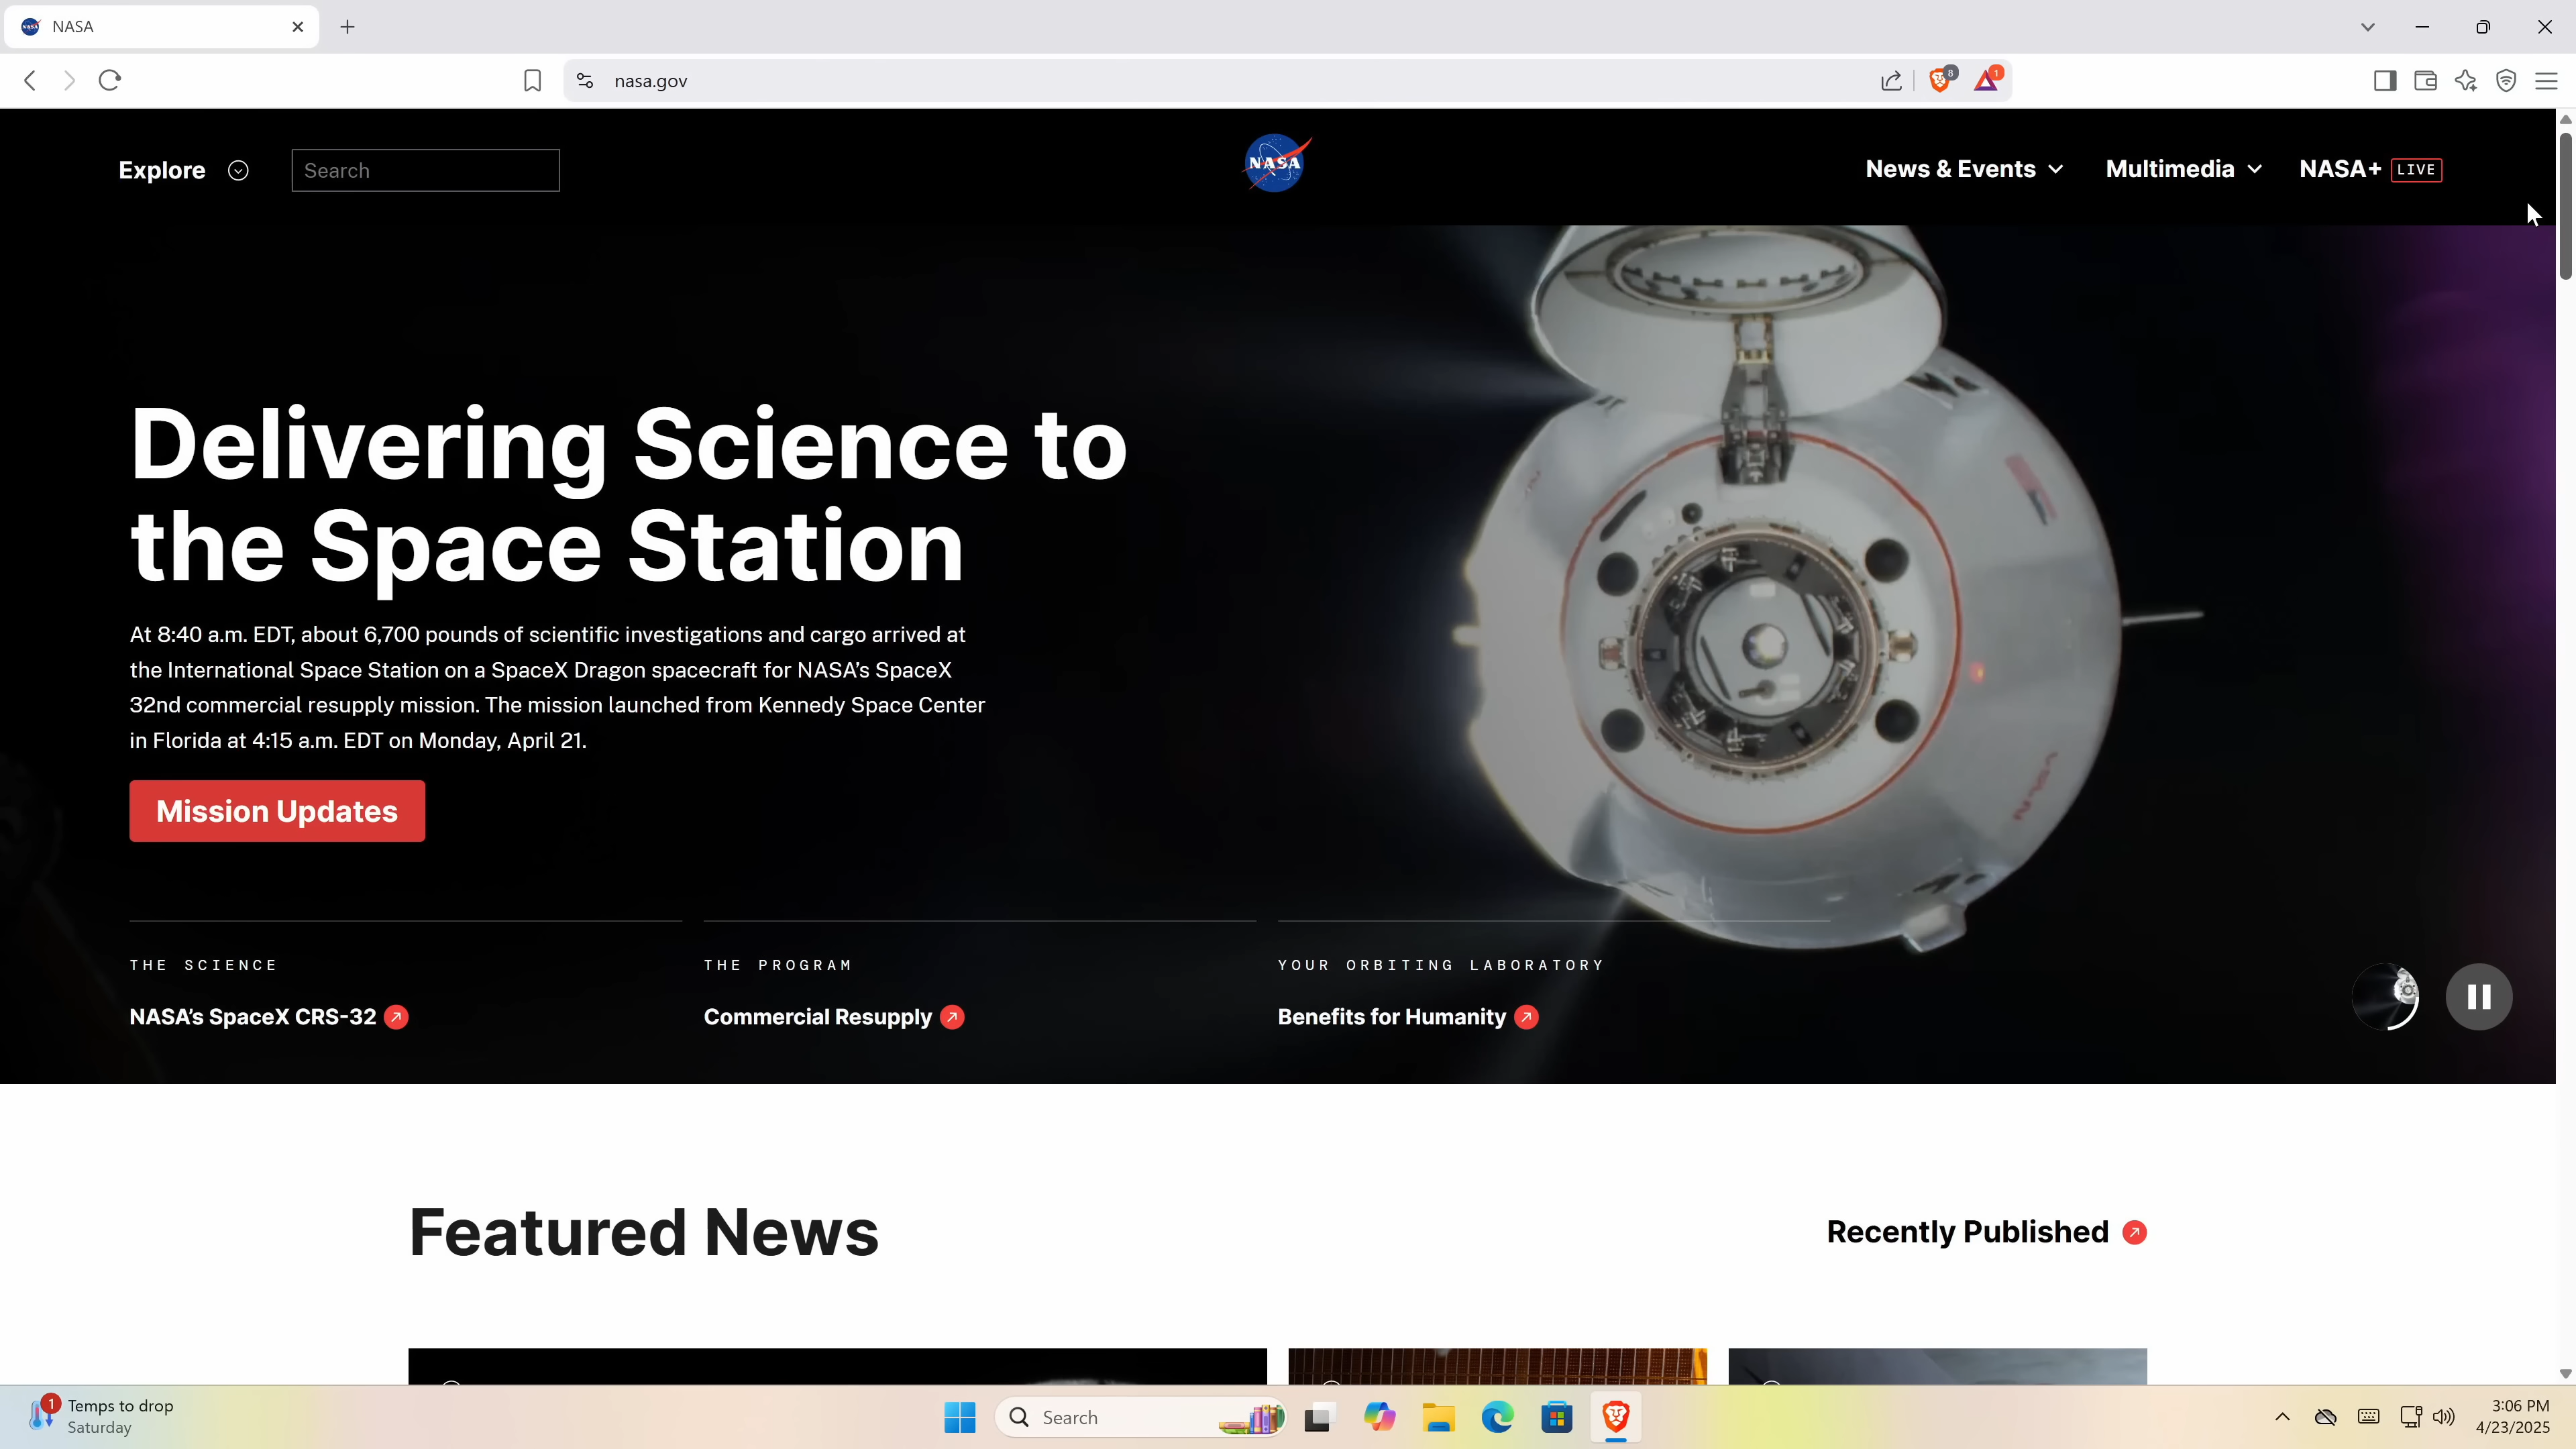 NASA
nasa.gov
8
1
Explore
Search
NASA
News & Events
Multimedia
NASA+ LIVE
Delivering Science to
the Space Station
At 8:40 a.m. EDT, about 6,700 pounds of scientific investigations and cargo arrived at
the International Space Station on a SpaceX Dragon spacecraft for NASA’s SpaceX
32nd commercial resupply mission. The mission launched from Kennedy Space Center
in Florida at 4:15 a.m. EDT on Monday, April 21.
Mission Updates
THE SCIENCE
NASA’s SpaceX CRS-32
THE PROGRAM
Commercial Resupply
YOUR ORBITING LABORATORY
Benefits for Humanity
Featured News
Recently Published
1
Temps to drop
Saturday
Search
3:06 PM
4/23/2025